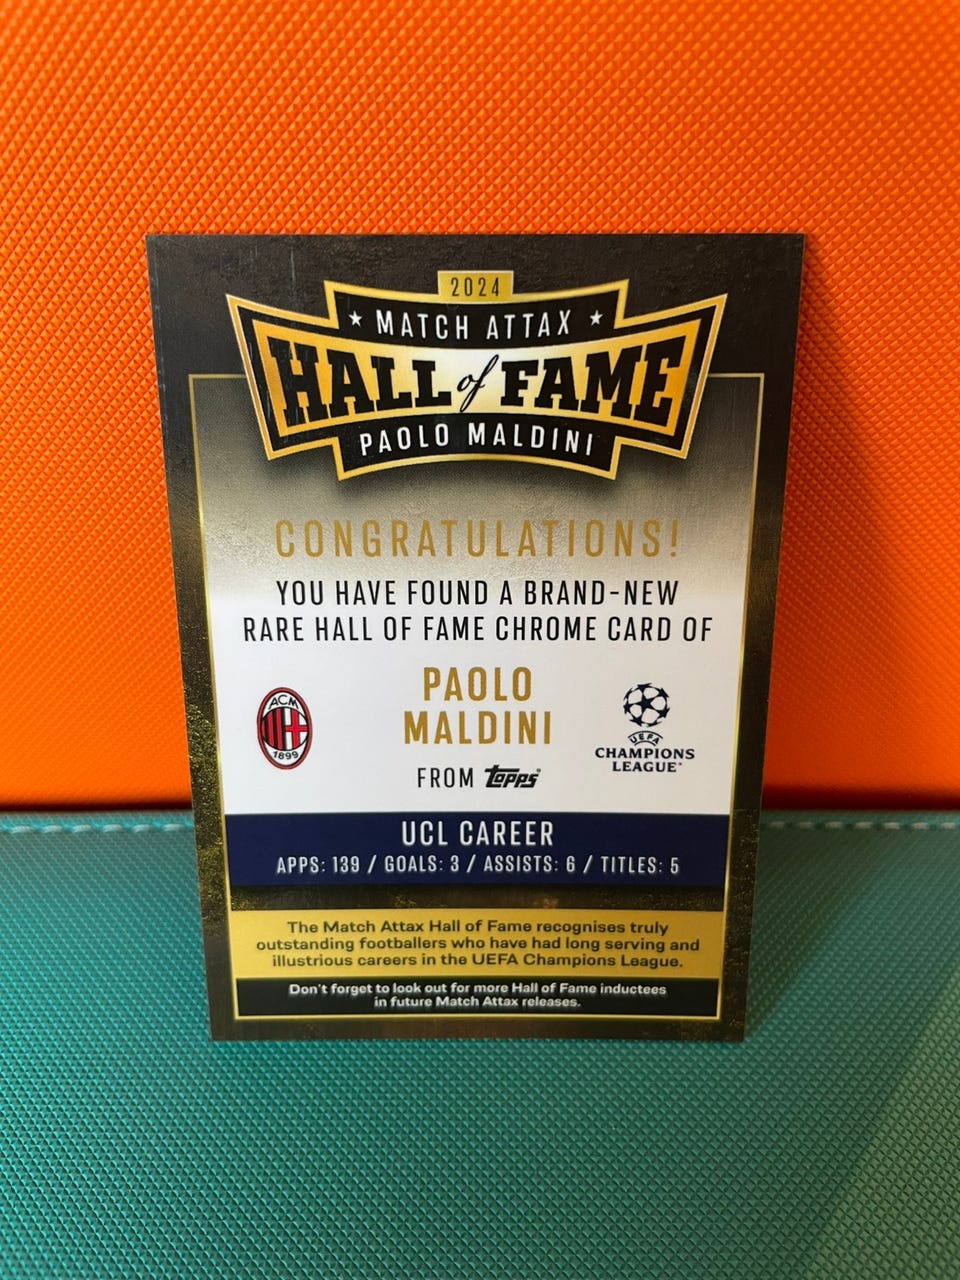 2024
★ MATCH ATTAX ★
HALL of FAME
PAOLO MALDINI
CONGRATULATIONS!
YOU HAVE FOUND A BRAND-NEW
RARE HALL OF FAME CHROME CARD OF
PAOLO
MALDINI
FROM Topps
ACM
1899
UEFA
CHAMPIONS
LEAGUE
UCL CAREER
APPS: 139 / GOALS: 3 / ASSISTS: 6 / TITLES: 5
The Match Attax Hall of Fame recognises truly
outstanding footballers who have had long serving and
illustrious careers in the UEFA Champions League.
Don't forget to look out for more Hall of Fame inductees
in future Match Attax releases.